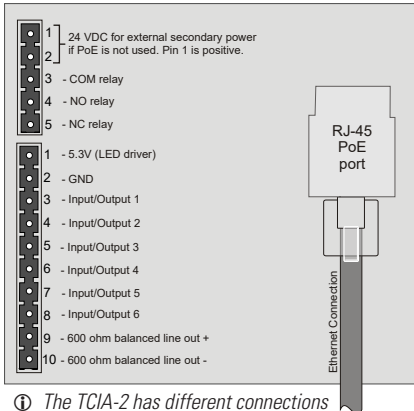 1
24 VDC for external secondary power
2
if PoE is not used. Pin 1 is positive.
3 - COM relay
4 - NO relay
5 - NC relay
1 - 5.3V (LED driver)
2 - GND
3 - Input/Output 1
4 - Input/Output 2
5 - Input/Output 3
6 - Input/Output 4
7 - Input/Output 5
8 - Input/Output 6
9 - 600 ohm balanced line out +
10 - 600 ohm balanced line out -
RJ-45
PoE
port
Ethernet Connection
ⓘ The TCIA-2 has different connections